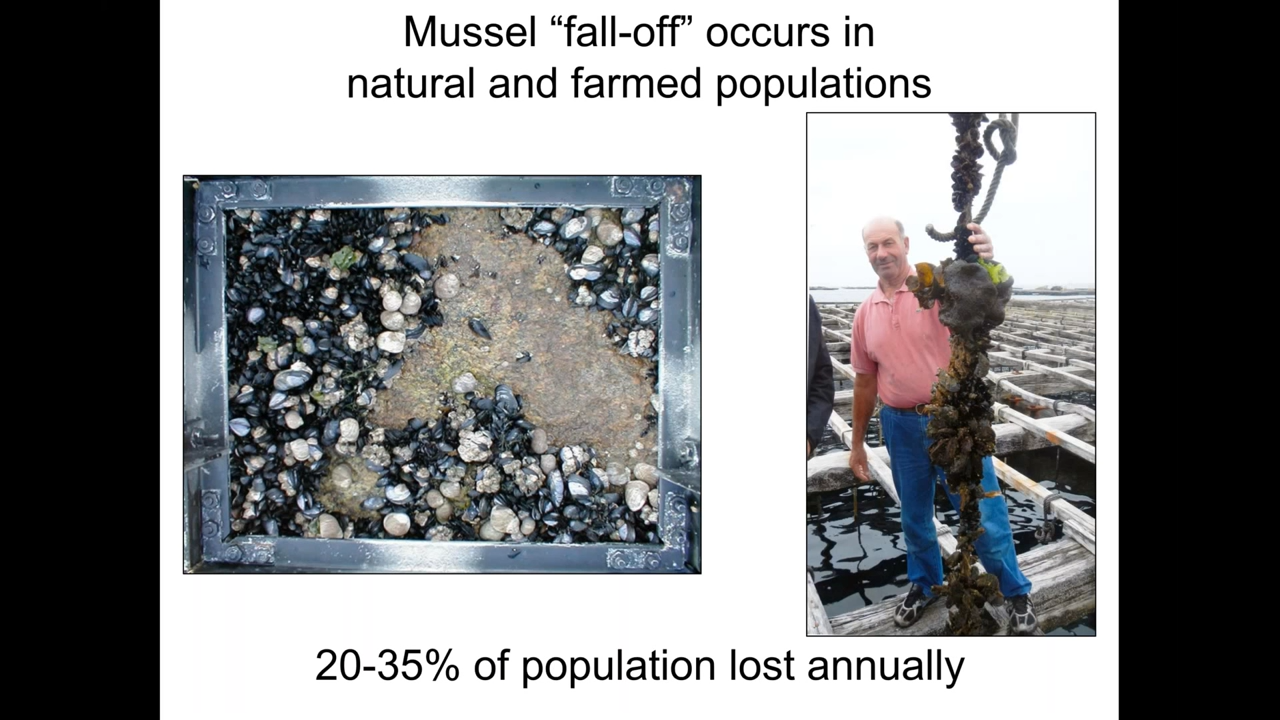 Mussel “fall-off” occurs in
natural and farmed populations
20-35% of population lost annually